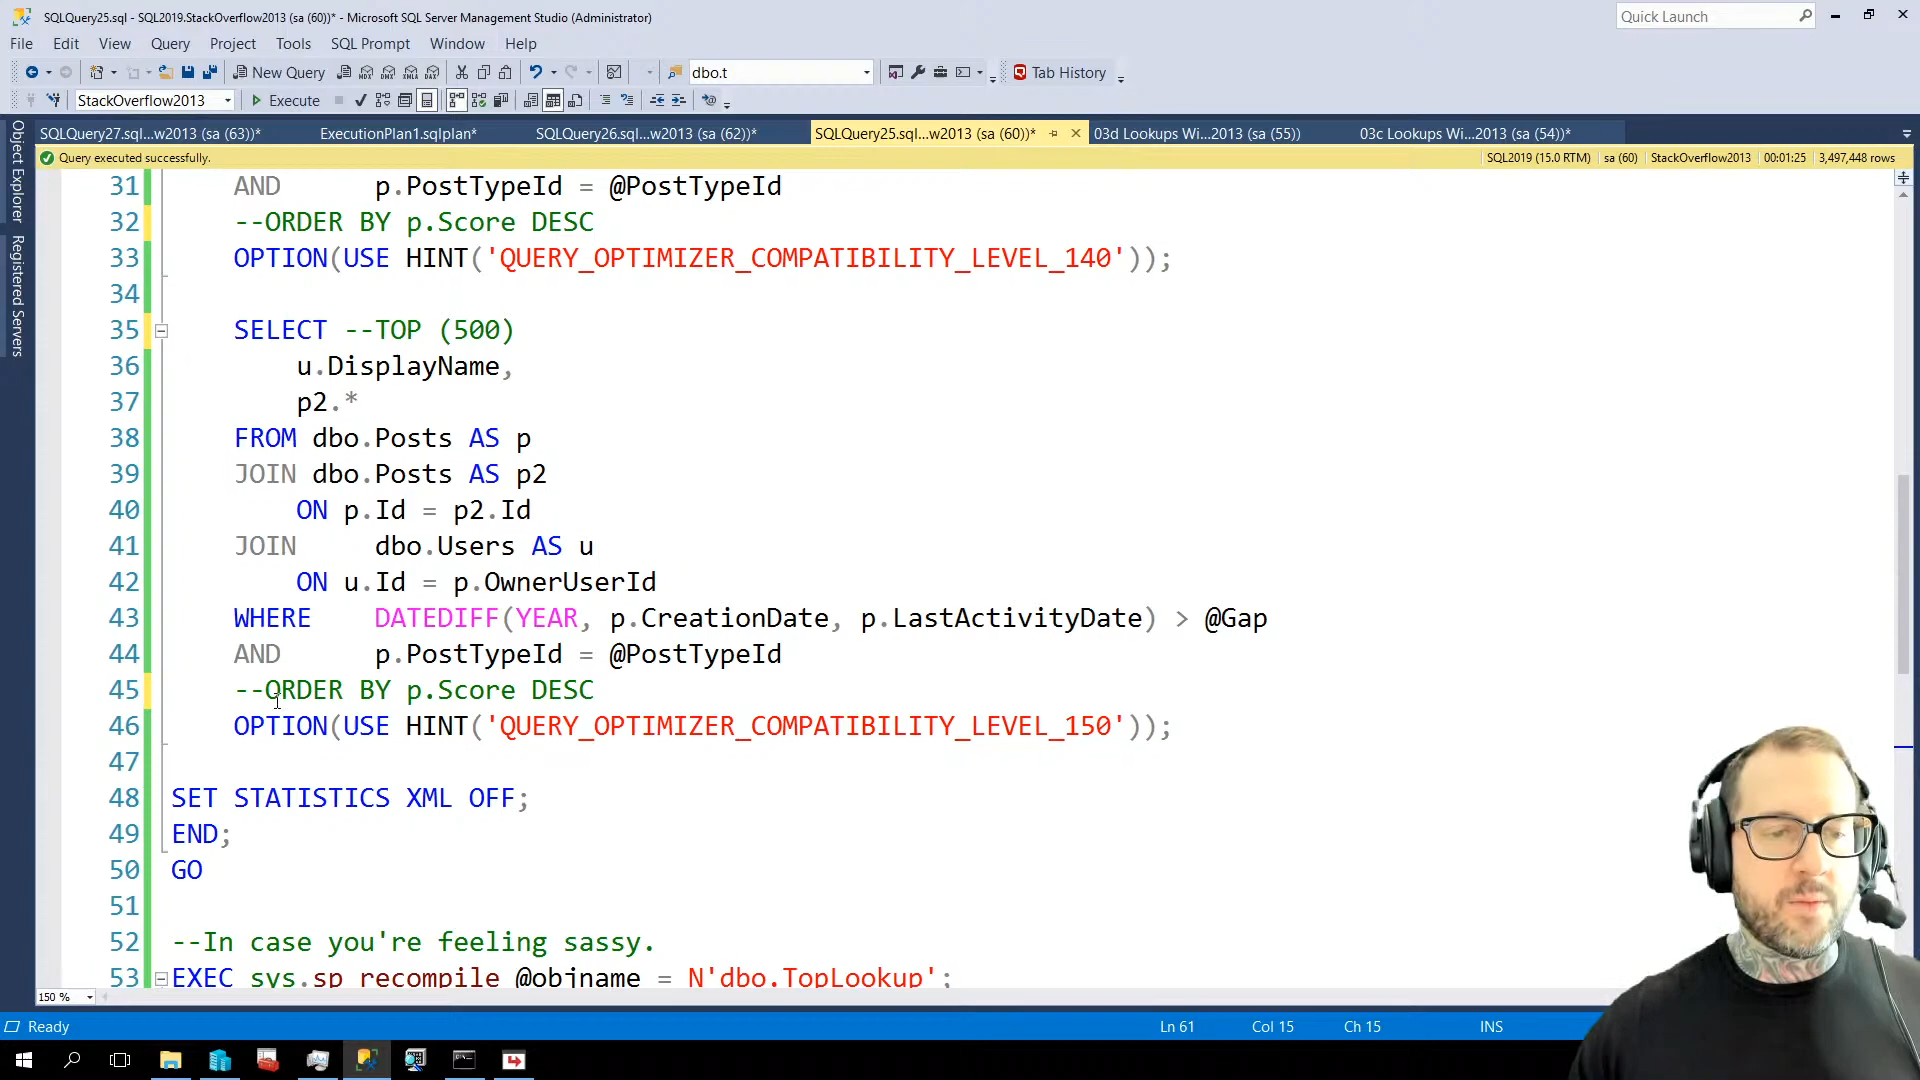 SQLQuery25.sql - SQL2019.StackOverflow2013 (sa (60))* - Microsoft SQL Server Management Studio (Administrator)
Quick Launch
File Edit View Query Project Tools SQL Prompt Window Help
New Query
dbo.t
Tab History
StackOverflow2013
Execute
SQLQuery27.sql...w2013 (sa (63))* ExecutionPlan1.sqlplan* SQLQuery26.sql...w2013 (sa (62))* SQLQuery25.sql...w2013 (sa (60))* 03d Lookups Wi...2013 (sa (55)) 03c Lookups Wi...2013 (sa (54))*
Query executed successfully. SQL2019 (15.0 RTM) sa (60) StackOverflow2013 00:01:25 3,497,448 rows
Object Explorer
Registered Servers
31 AND p.PostTypeId = @PostTypeId
32 --ORDER BY p.Score DESC
33 OPTION(USE HINT('QUERY_OPTIMIZER_COMPATIBILITY_LEVEL_140'));
34
35 SELECT --TOP (500)
36 u.DisplayName,
37 p2.*
38 FROM dbo.Posts AS p
39 JOIN dbo.Posts AS p2
40 ON p.Id = p2.Id
41 JOIN dbo.Users AS u
42 ON u.Id = p.OwnerUserId
43 WHERE DATEDIFF(YEAR, p.CreationDate, p.LastActivityDate) > @Gap
44 AND p.PostTypeId = @PostTypeId
45 --ORDER BY p.Score DESC
46 OPTION(USE HINT('QUERY_OPTIMIZER_COMPATIBILITY_LEVEL_150'));
47
48 SET STATISTICS XML OFF;
49 END;
50 GO
51
52 --In case you're feeling sassy.
53 EXEC sys.sp_recompile @objname = N'dbo.TopLookup';
150 %
Ready Ln 61 Col 15 Ch 15 INS